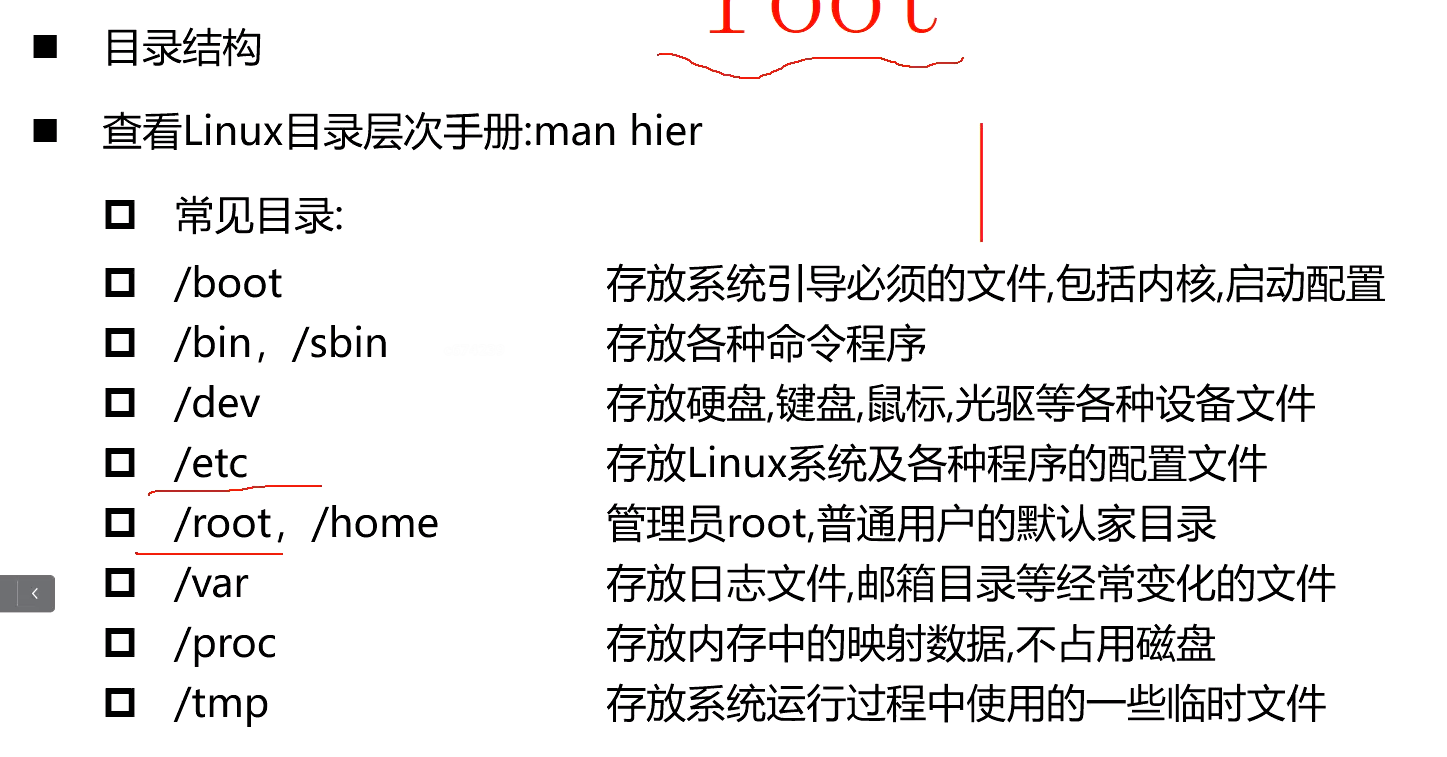 root
目录结构
查看Linux目录层次手册:man hier
常见目录:
/boot 存放系统引导必须的文件,包括内核,启动配置
/bin，/sbin 存放各种命令程序
/dev 存放硬盘,键盘,鼠标,光驱等各种设备文件
/etc 存放Linux系统及各种程序的配置文件
/root，/home 管理员root,普通用户的默认家目录
/var 存放日志文件,邮箱目录等经常变化的文件
/proc 存放内存中的映射数据,不占用磁盘
/tmp 存放系统运行过程中使用的一些临时文件